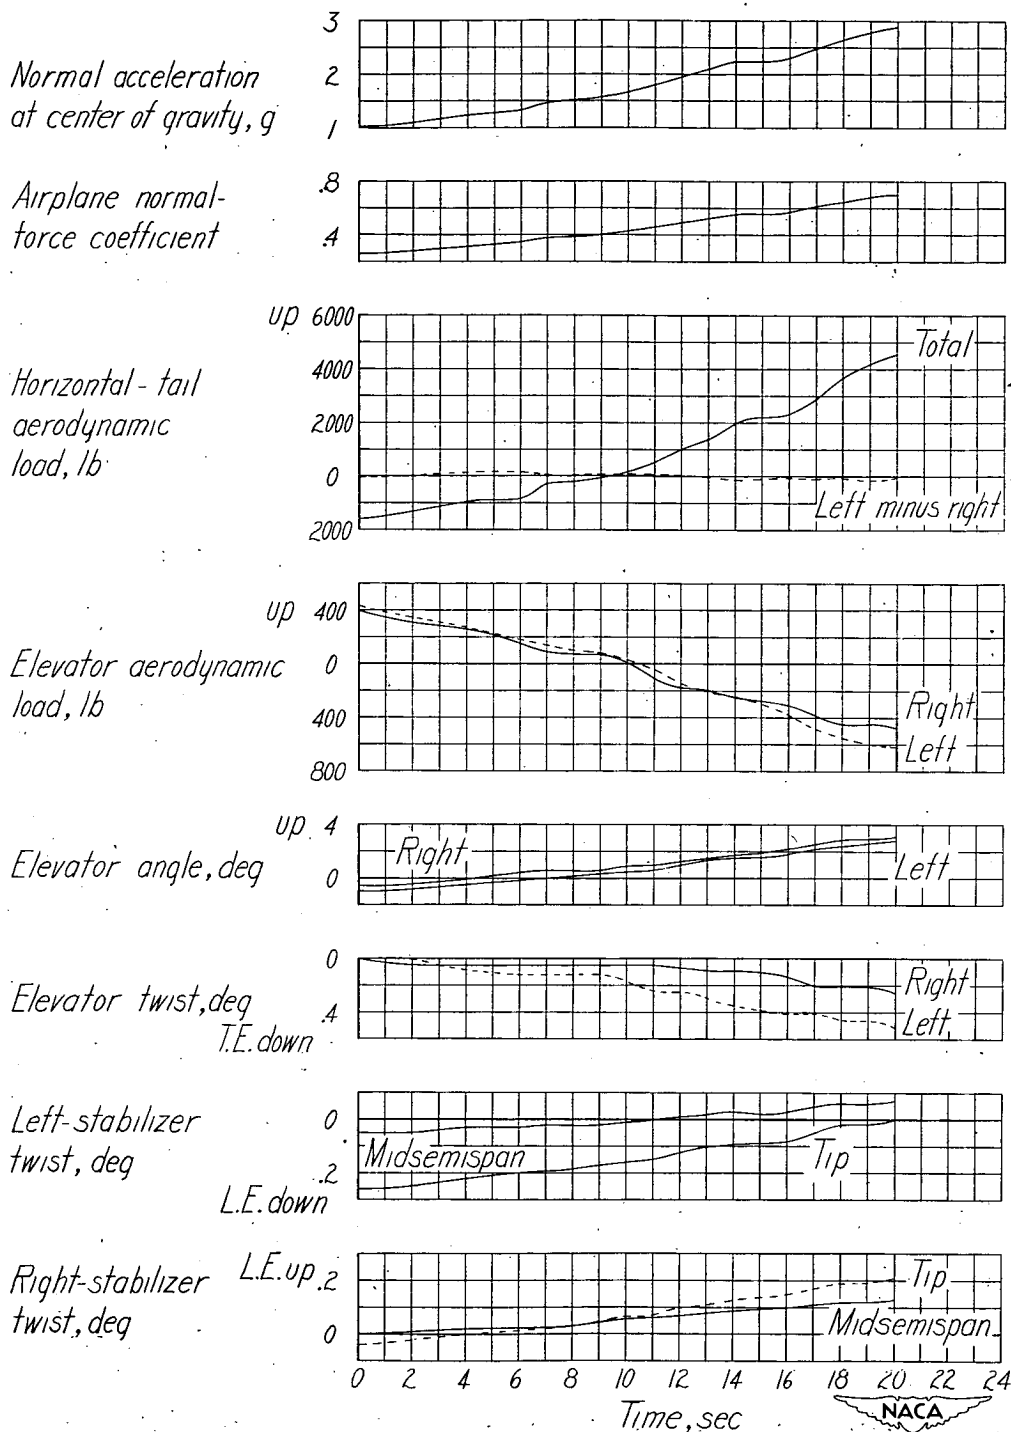 3
Normal acceleration
at center of gravity, g
2
1
Airplane normal-
force coefficient
.8
.4
up 6000
4000
2000
0
2000
Horizontal - tail
aerodynamic
load, lb
Total
Left minus right
up 400
0
400
800
Elevator aerodynamic
load, lb
Right
Left
up 4
0
Elevator angle, deg
Right
Left
0
.4
Elevator twist, deg
T.E. down
Right
Left
0
.2
Left-stabilizer
twist, deg
L.E. down
Midsemispan
Tip
L.E. up .2
0
Right-stabilizer
twist, deg
Tip
Midsemispan
0 2 4 6 8 10 12 14 16 18 20 22 24
Time, sec
NACA